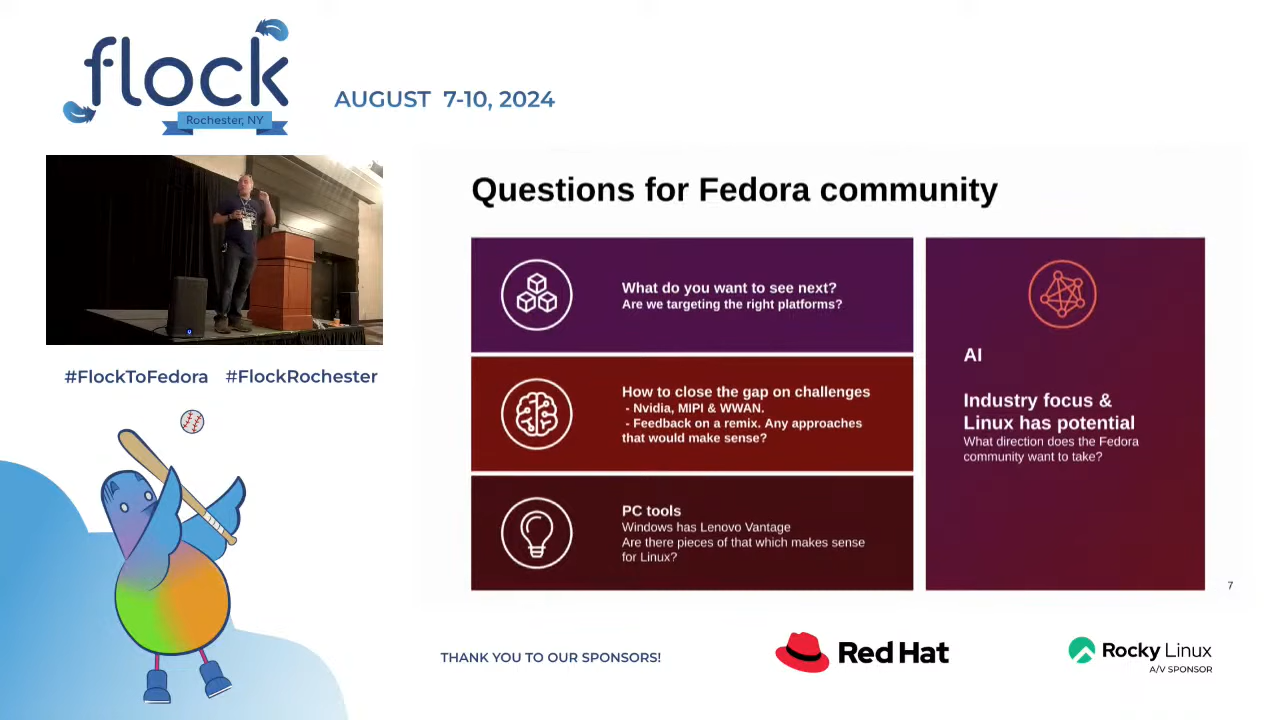 flock
Rochester, NY
AUGUST 7-10, 2024
#FlockToFedora #FlockRochester
Questions for Fedora community
What do you want to see next?
Are we targeting the right platforms?
How to close the gap on challenges
- Nvidia, MIPI & WWAN.
- Feedback on a remix. Any approaches
that would make sense?
PC tools
Windows has Lenovo Vantage
Are there pieces of that which makes sense
for Linux?
AI
Industry focus &
Linux has potential
What direction does the Fedora
community want to take?
7
THANK YOU TO OUR SPONSORS!
Red Hat
Rocky Linux
A/V SPONSOR